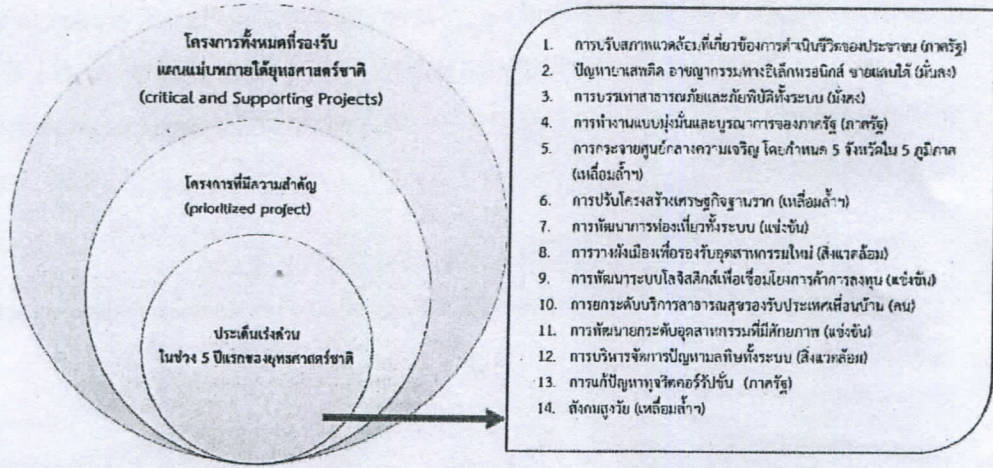 โครงการทั้งหมดที่รองรับ
แผนแม่บทภายใต้ยุทธศาสตร์ชาติ
(critical and Supporting Projects)
โครงการที่มีความสำคัญ
(prioritized project)
ประเด็นเร่งด่วน
ในช่วง 5 ปีแรกของยุทธศาสตร์ชาติ
1. การปรับสภาพแวดล้อมที่เกี่ยวข้องการดำเนินชีวิตของประชาชน (ภาครัฐ)
2. ปัญหายาเสพติด อาชญากรรมทางอิเล็กทรอนิกส์ ชายแดนใต้ (มั่นคง)
3. การบรรเทาสาธารณภัยและภัยพิบัติทั้งระบบ (มั่งคง)
4. การทำงานแบบมุ่งมั่นและบูรณาการของภาครัฐ (ภาครัฐ)
5. การกระจายศูนย์กลางความเจริญ โดยกำหนด 5 จังหวัดใน 5 ภูมิภาค
(เหลื่อมล้ำฯ)
6. การปรับโครงสร้างเศรษฐกิจฐานราก (เหลื่อมล้ำฯ)
7. การพัฒนาการท่องเที่ยวทั้งระบบ (แข่งขัน)
8. การวางผังเมืองเพื่อรองรับอุตสาหกรรมใหม่ (สิ่งแวดล้อม)
9. การพัฒนาระบบโลจิสติกส์เพื่อเชื่อมโยงการค้าการลงทุน (แข่งขัน)
10. การยกระดับบริการสาธารณสุขรองรับประเทศเพื่อนบ้าน (คน)
11. การพัฒนายกระดับอุตสาหกรรมที่มีศักยภาพ (แข่งขัน)
12. การบริหารจัดการปัญหามลพิษทั้งระบบ (สิ่งแวดล้อม)
13. การแก้ปัญหาทุจริตคอร์รัปชั่น (ภาครัฐ)
14. สังคมสูงวัย (เหลื่อมล้ำฯ)